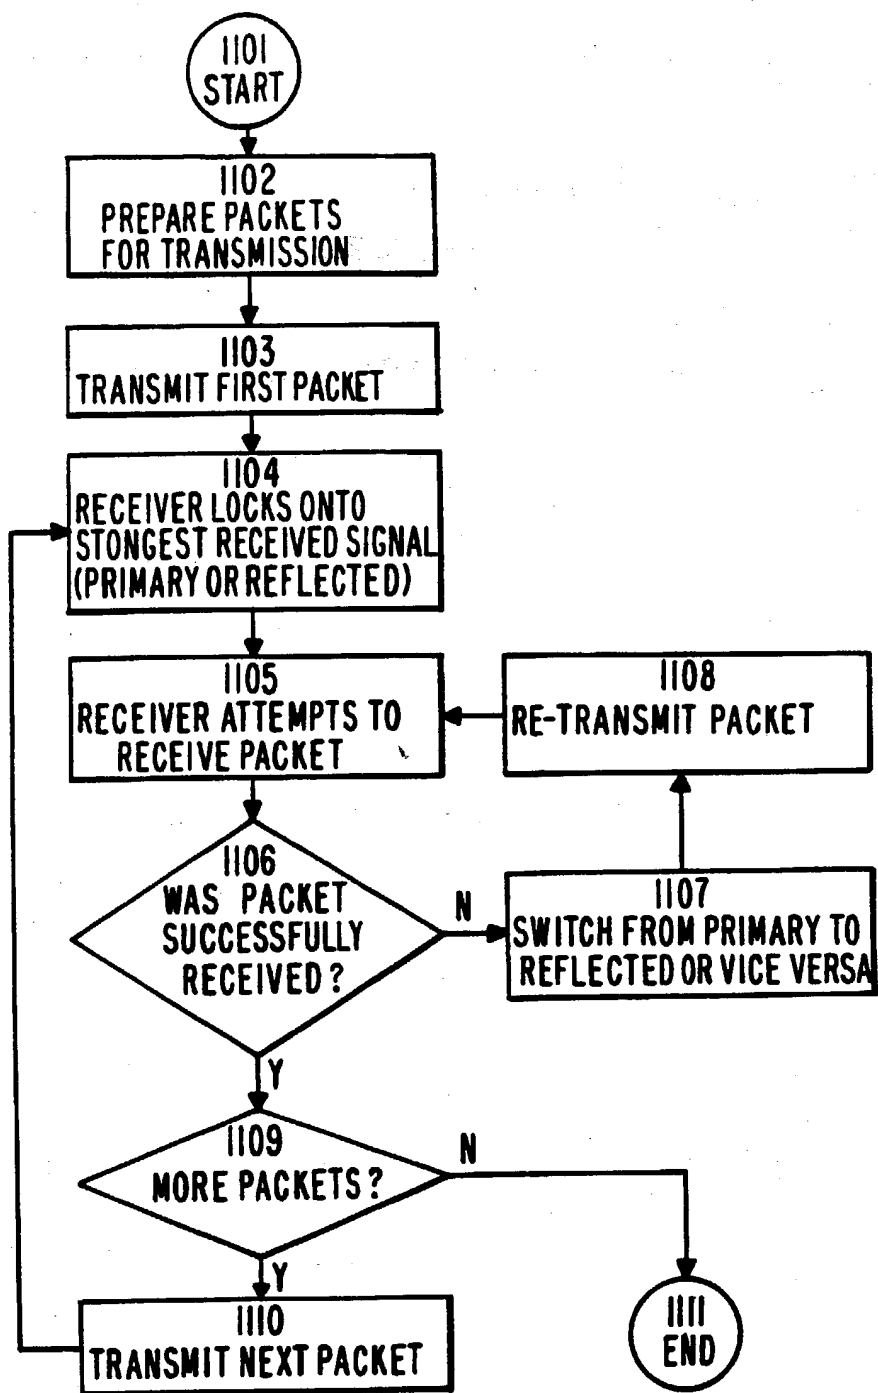 1101
START
1102
PREPARE PACKETS
FOR TRANSMISSION
1103
TRANSMIT FIRST PACKET
1104
RECEIVER LOCKS ONTO
STONGEST RECEIVED SIGNAL
(PRIMARY OR REFLECTED)
1105
RECEIVER ATTEMPTS TO
RECEIVE PACKET
1108
RE-TRANSMIT PACKET
1106
WAS PACKET
SUCCESSFULLY
RECEIVED?
N
1107
SWITCH FROM PRIMARY TO
REFLECTED OR VICE VERSA
Y
1109
MORE PACKETS?
N
Y
1110
TRANSMIT NEXT PACKET
1111
END